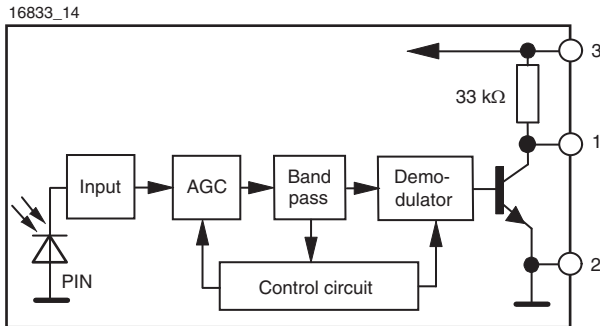 16833_14
3
33 kΩ
1
Input
AGC
Band
pass
Demo-
dulator
PIN
Control circuit
2